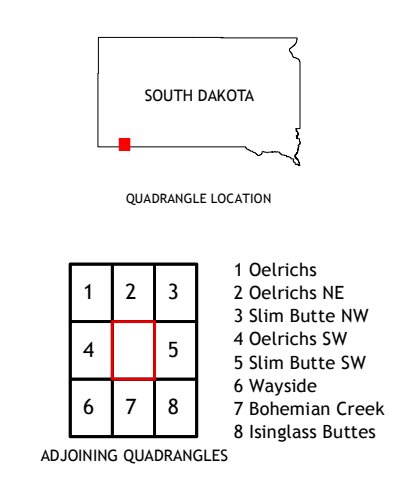 SOUTH DAKOTA
QUADRANGLE LOCATION
1 2 3
4 5
6 7 8
1 Oelrichs
2 Oelrichs NE
3 Slim Butte NW
4 Oelrichs SW
5 Slim Butte SW
6 Wayside
7 Bohemian Creek
8 Isinglass Buttes
ADJOINING QUADRANGLES